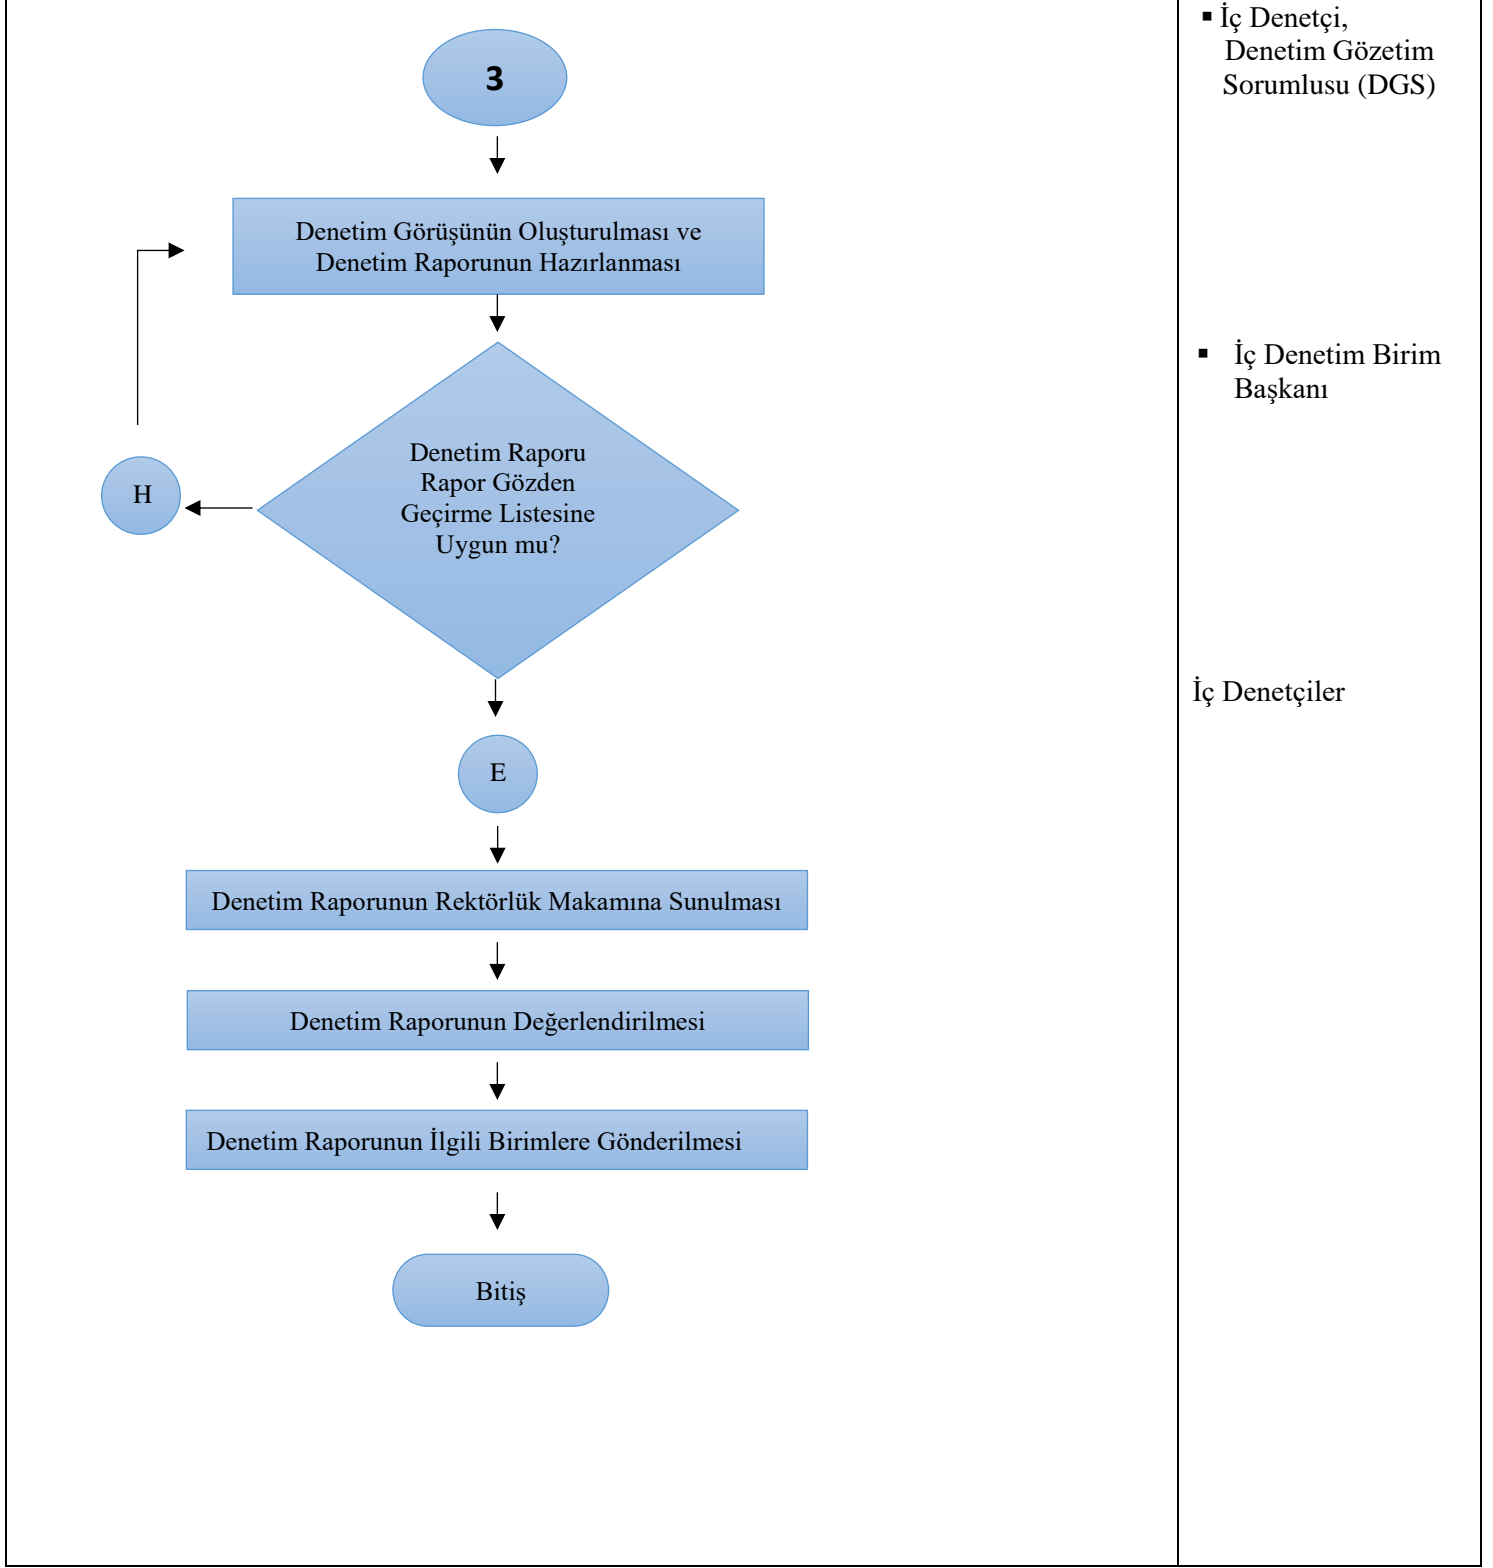 3
Denetim Görüşünün Oluşturulması ve
Denetim Raporunun Hazırlanması
Denetim Raporu
Rapor Gözden
Geçirme Listesine
Uygun mu?
H
E
Denetim Raporunun Rektörlük Makamına Sunulması
Denetim Raporunun Değerlendirilmesi
Denetim Raporunun İlgili Birimlere Gönderilmesi
Bitiş
▪ İç Denetçi,
Denetim Gözetim
Sorumlusu (DGS)
▪ İç Denetim Birim
Başkanı
İç Denetçiler